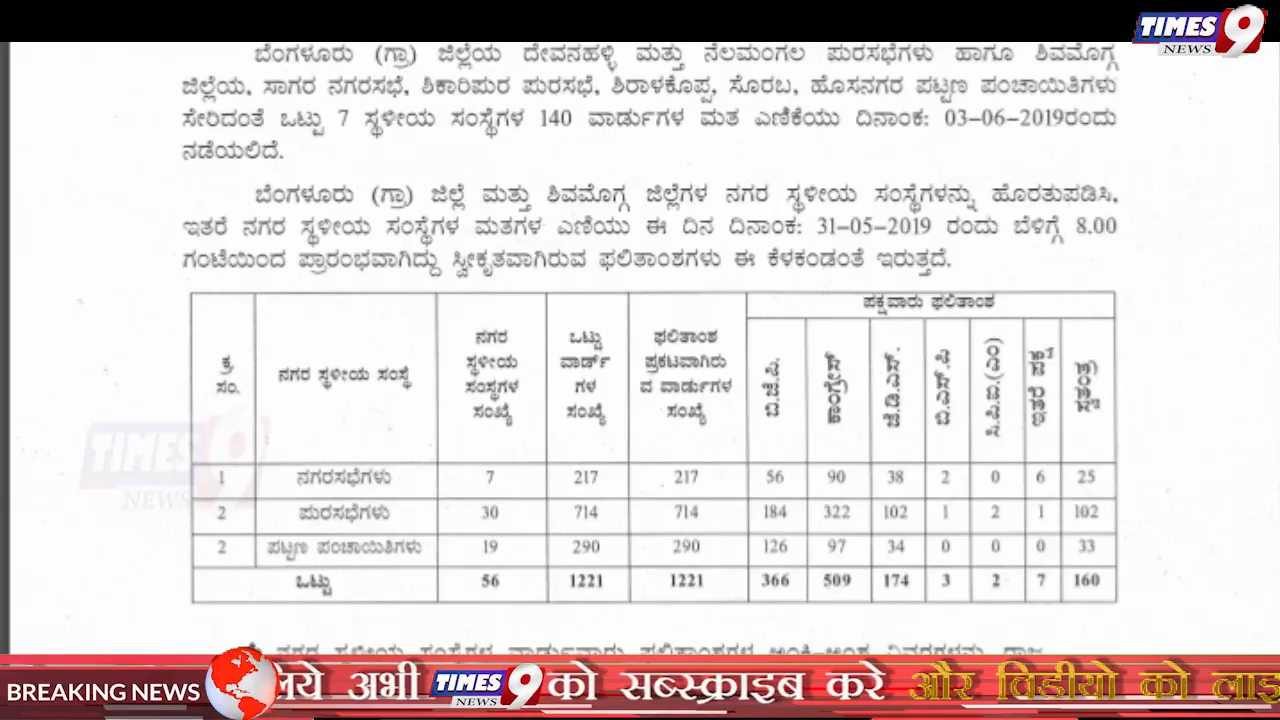 TIMES 9
NEWS
ಬೆಂಗಳೂರು (ಗ್ರಾ) ಜಿಲ್ಲೆಯ ದೇವನಹಳ್ಳಿ ಮತ್ತು ನೆಲಮಂಗಲ ಪುರಸಭೆಗಳು ಹಾಗೂ ಶಿವಮೊಗ್ಗ
ಜಿಲ್ಲೆಯ, ಸಾಗರ ನಗರಸಭೆ, ಶಿಕಾರಿಪುರ ಪುರಸಭೆ, ಶಿರಾಳಕೊಪ್ಪ, ಸೊರಬ, ಹೊಸನಗರ ಪಟ್ಟಣ ಪಂಚಾಯಿತಿಗಳು
ಸೇರಿದಂತೆ ಒಟ್ಟು 7 ಸ್ಥಳೀಯ ಸಂಸ್ಥೆಗಳ 140 ವಾರ್ಡುಗಳ ಮತ ಎಣಿಕೆಯು ದಿನಾಂಕ: 03-06-2019ರಂದು
ನಡೆಯಲಿದೆ.
ಬೆಂಗಳೂರು (ಗ್ರಾ) ಜಿಲ್ಲೆ ಮತ್ತು ಶಿವಮೊಗ್ಗ ಜಿಲ್ಲೆಗಳ ನಗರ ಸ್ಥಳೀಯ ಸಂಸ್ಥೆಗಳನ್ನು ಹೊರತುಪಡಿಸಿ,
ಇತರೆ ನಗರ ಸ್ಥಳೀಯ ಸಂಸ್ಥೆಗಳ ಮತಗಳ ಎಣಿಯು ಈ ದಿನ ದಿನಾಂಕ: 31-05-2019 ರಂದು ಬೆಳಿಗ್ಗೆ 8.00
ಗಂಟೆಯಿಂದ ಪ್ರಾರಂಭವಾಗಿದ್ದು ಸ್ವೀಕೃತವಾಗಿರುವ ಫಲಿತಾಂಶಗಳು ಈ ಕೆಳಕಂಡಂತೆ ಇರುತ್ತದೆ.
ಕ್ರ. ಸಂ. ನಗರ ಸ್ಥಳೀಯ ಸಂಸ್ಥೆ ನಗರ ಸ್ಥಳೀಯ ಸಂಸ್ಥಗಳ ಸಂಖ್ಯೆ ಒಟ್ಟು ವಾರ್ಡ್ ಗಳ ಸಂಖ್ಯೆ ಫಲಿತಾಂಶ ಪ್ರಕಟವಾಗಿರು ವ ವಾರ್ಡುಗಳ ಸಂಖ್ಯೆ ಪಕ್ಷವಾರು ಫಲಿತಾಂಶ
ಬಿ.ಜೆ.ಪಿ. ಕಾಂಗ್ರೇಸ್ ಜೆ.ಡಿ.ಎಸ್. ಬಿ.ಎಸ್.ಪಿ ಸಿ.ಪಿ.ಐ.(ಎಂ) ಇತರೆ ಪಕ್ಷ ಸ್ವತಂತ್ರ
1 ನಗರಸಭೆಗಳು 7 217 217 56 90 38 2 0 6 25
2 ಪುರಸಭೆಗಳು 30 714 714 184 322 102 1 2 1 102
2 ಪಟ್ಟಣ ಪಂಚಾಯಿತಿಗಳು 19 290 290 126 97 34 0 0 0 33
ಒಟ್ಟು 56 1221 1221 366 509 174 3 2 7 160
TIMES 9
NEWS
BREAKING NEWS लिये अभी TIMES 9 NEWS को सब्स्क्राइब करे और विडीयो को लाइ